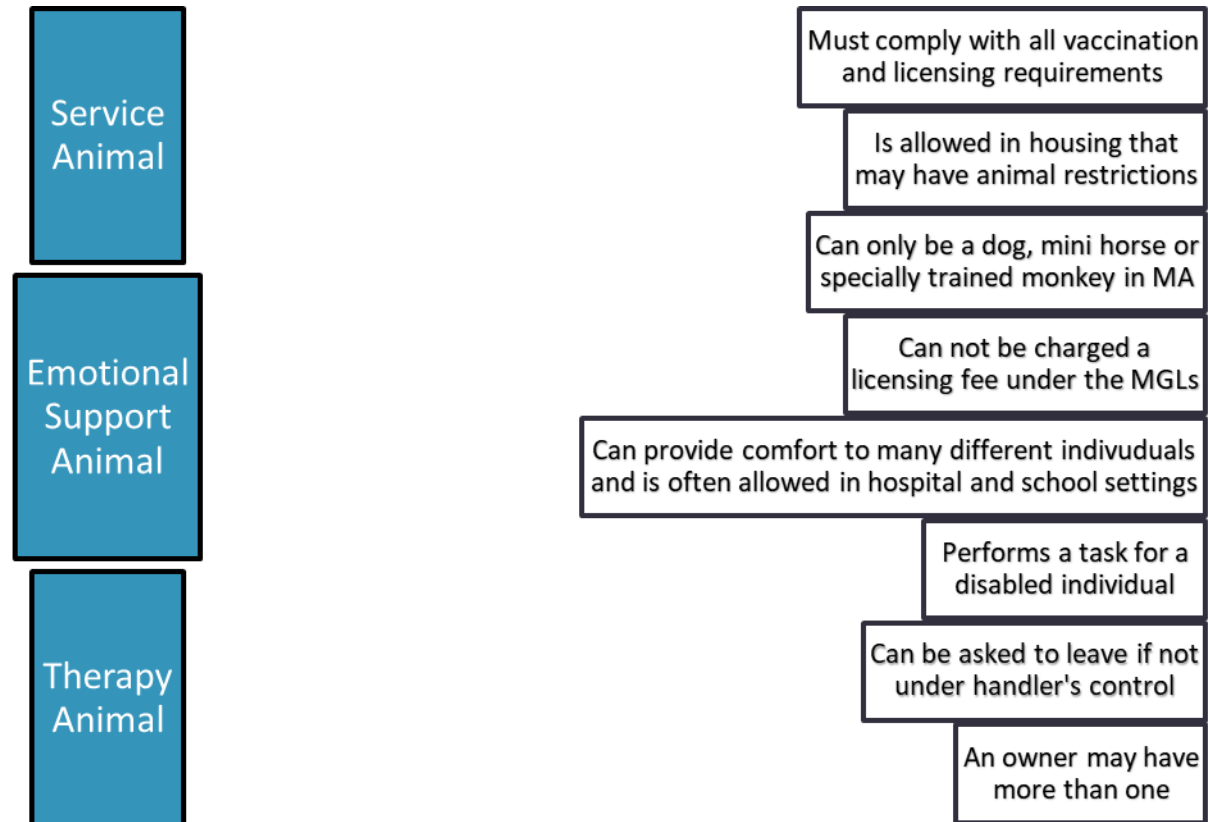 Service
Animal
Emotional
Support
Animal
Therapy
Animal
Must comply with all vaccination
and licensing requirements
Is allowed in housing that
may have animal restrictions
Can only be a dog, mini horse or
specially trained monkey in MA
Can not be charged a
licensing fee under the MGLs
Can provide comfort to many different indivuduals
and is often allowed in hospital and school settings
Performs a task for a
disabled individual
Can be asked to leave if not
under handler's control
An owner may have
more than one